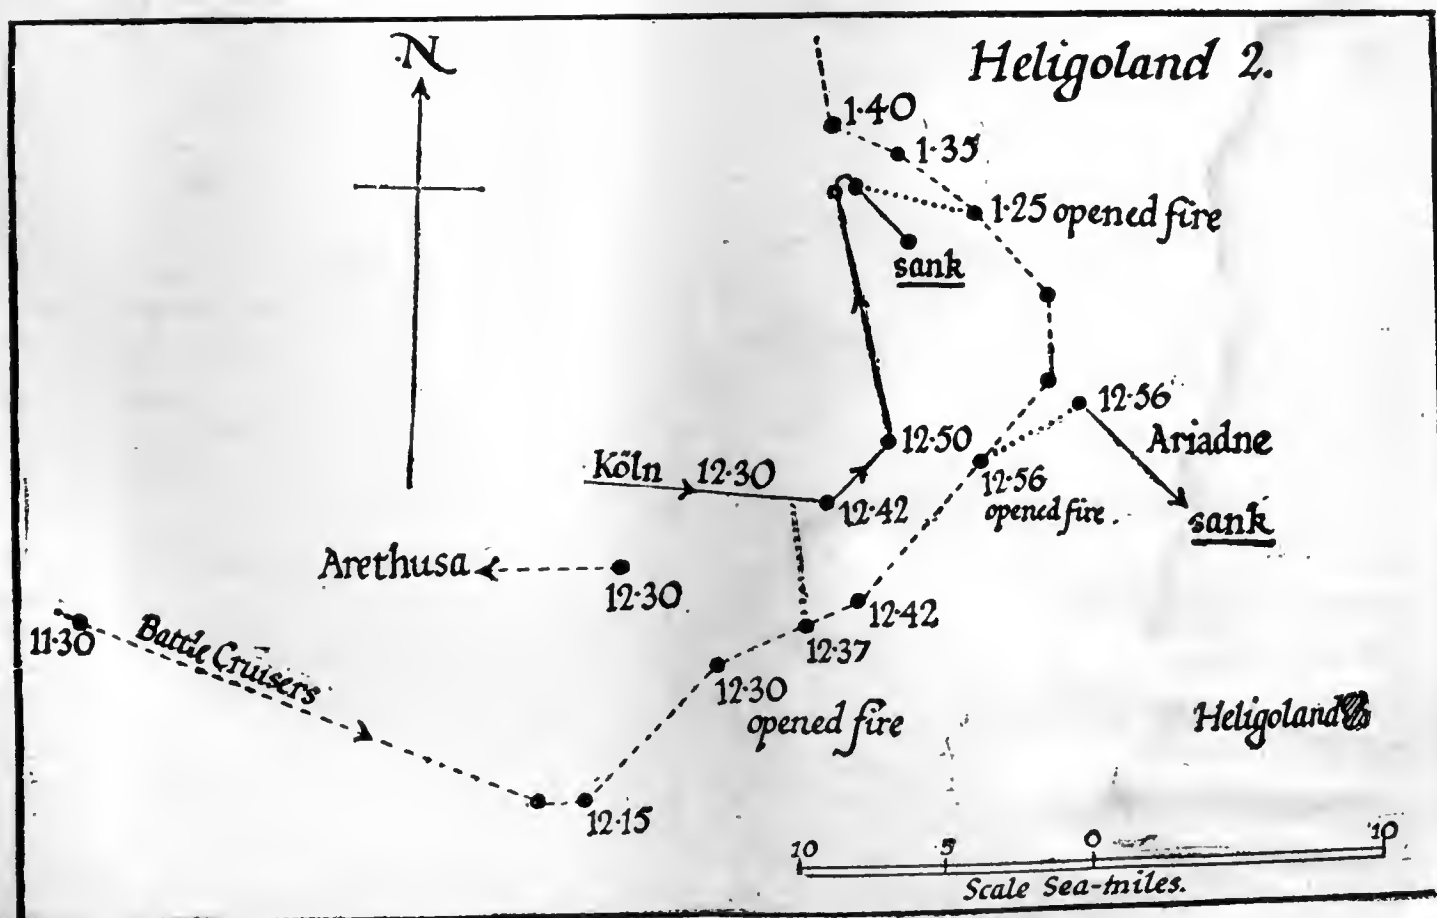 N
Heligoland 2.
1·40
1·35
1·25 opened fire
sank
12·56
Ariadne
12·50
Köln 12·30
12·56
opened fire.
12·42
sank
Arethusa
12·30
12·42
11·30
Battle Cruisers
12·37
12·30
opened fire
Heligoland
12·15
10 5 0 10
Scale Sea-miles.